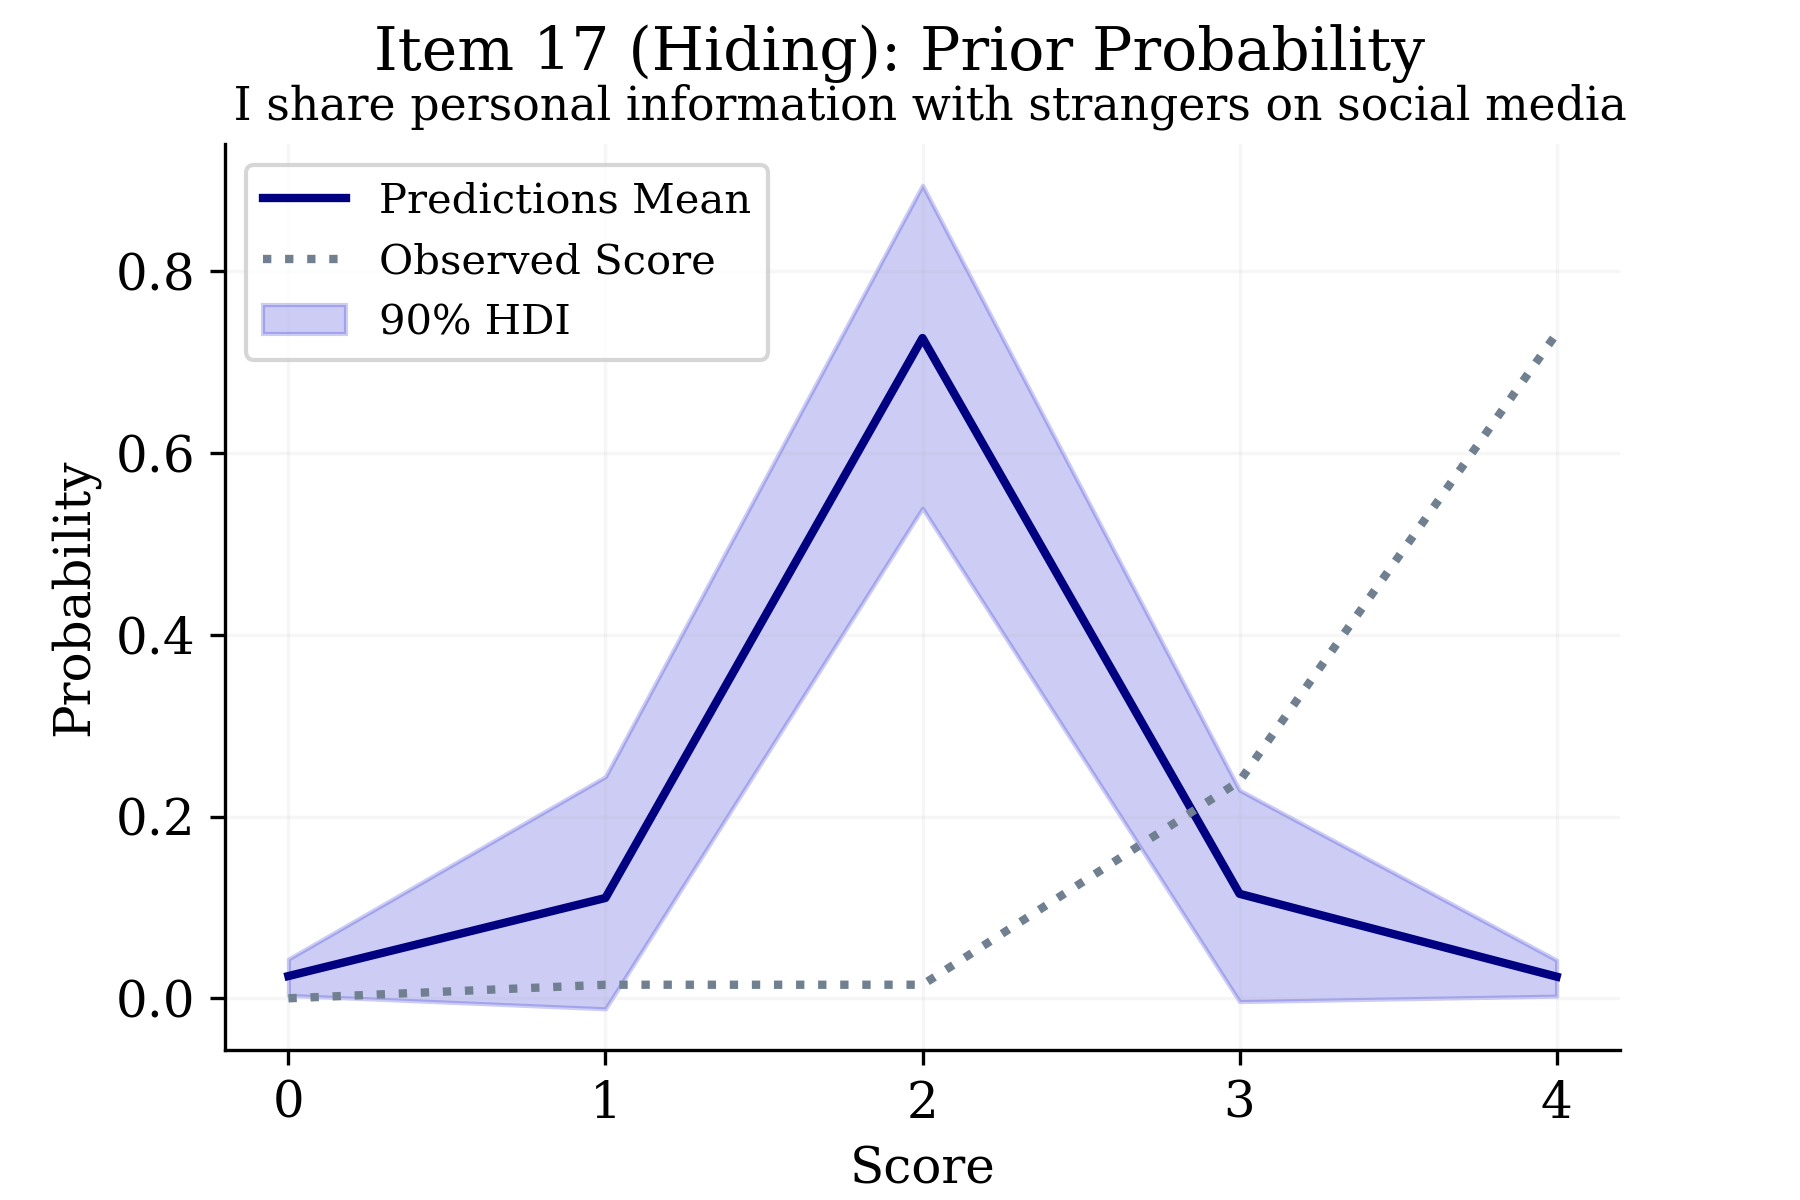 Item 17 (Hiding): Prior Probability
I share personal information with strangers on social media
Predictions Mean
Observed Score
90% HDI
0.8
0.6
0.4
0.2
0.0
Probability
0 1 2 3 4
Score